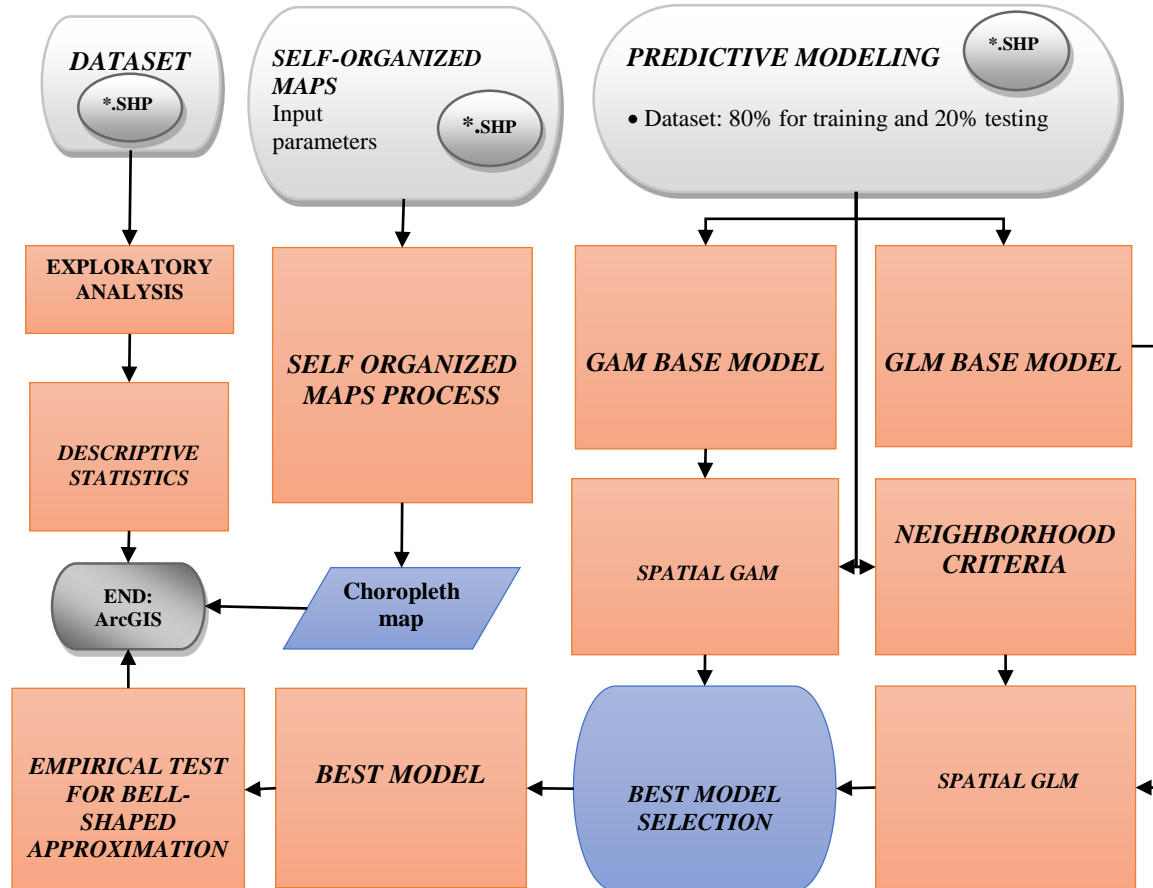 DATASET
*.SHP
SELF-ORGANIZED
MAPS
Input
parameters
*.SHP
PREDICTIVE MODELING
*.SHP
• Dataset: 80% for training and 20% testing
EXPLORATORY
ANALYSIS
SELF ORGANIZED
MAPS PROCESS
GAM BASE MODEL
GLM BASE MODEL
DESCRIPTIVE
STATISTICS
SPATIAL GAM
NEIGHBORHOOD
CRITERIA
END:
ArcGIS
Choropleth
map
EMPIRICAL TEST
FOR BELL-
SHAPED
APPROXIMATION
BEST MODEL
BEST MODEL
SELECTION
SPATIAL GLM